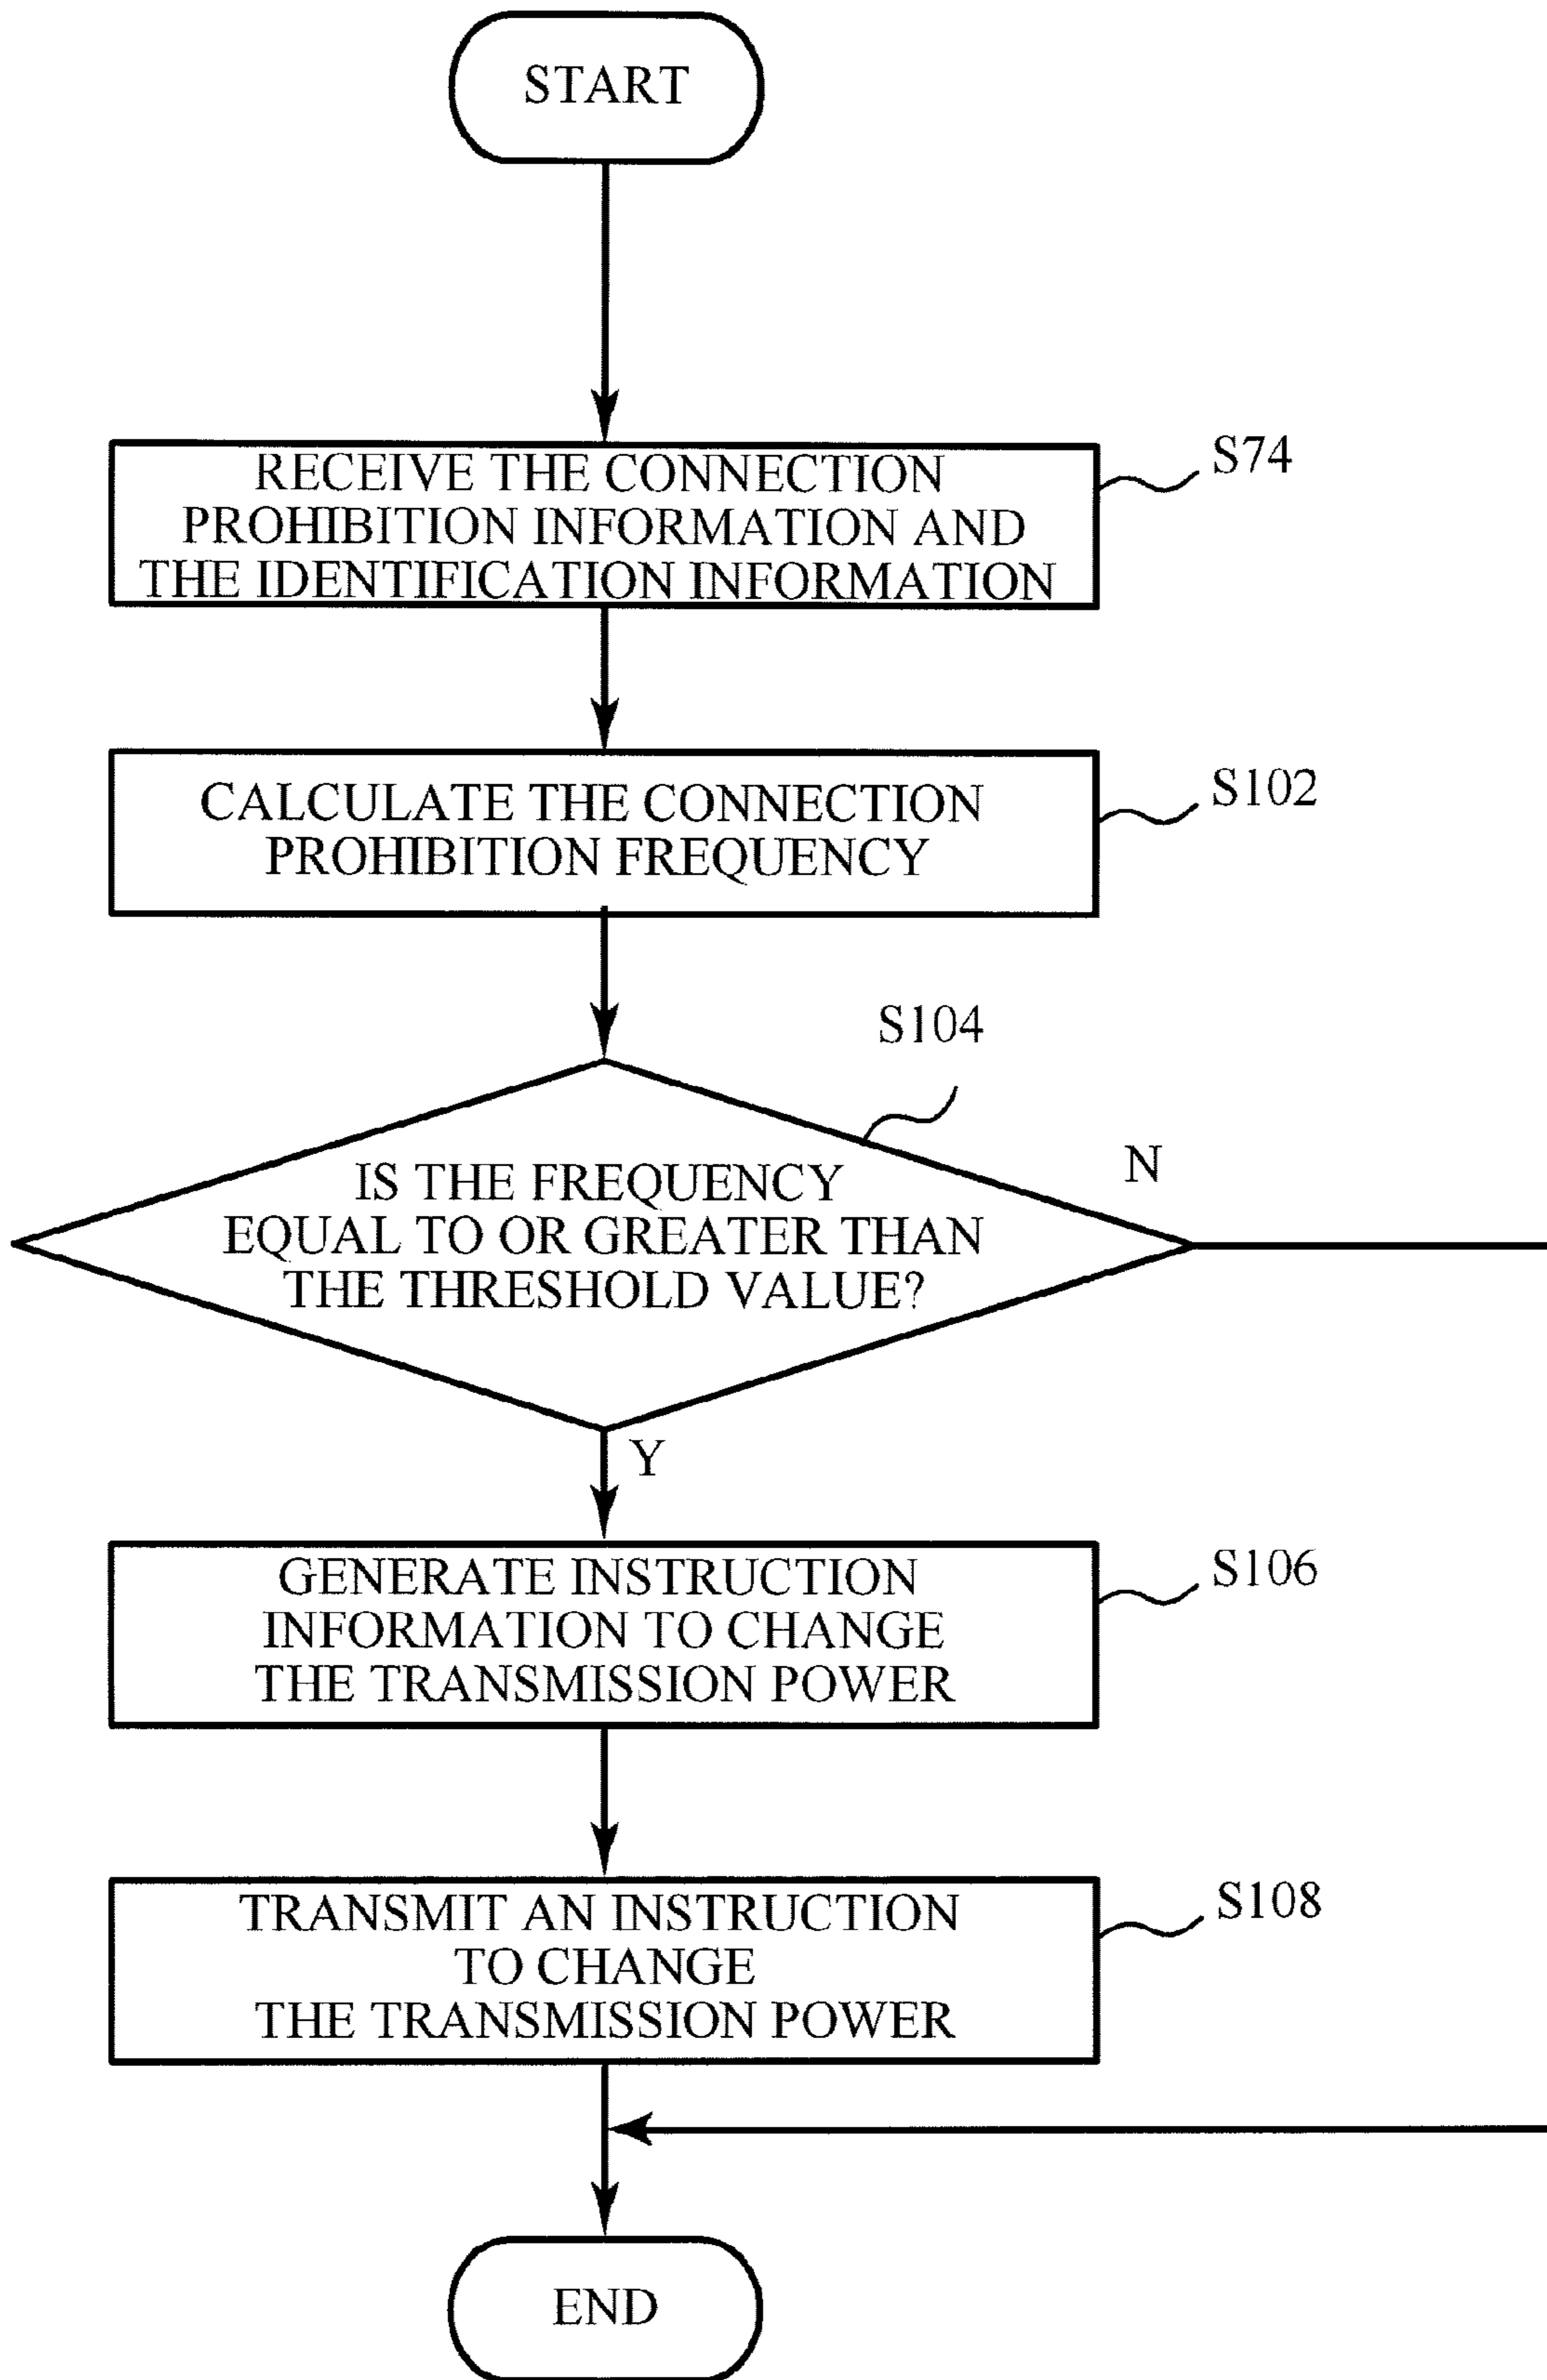 START
RECEIVE THE CONNECTION
PROHIBITION INFORMATION AND
THE IDENTIFICATION INFORMATION
S74
CALCULATE THE CONNECTION
PROHIBITION FREQUENCY
S102
S104
IS THE FREQUENCY
EQUAL TO OR GREATER THAN
THE THRESHOLD VALUE?
N
Y
GENERATE INSTRUCTION
INFORMATION TO CHANGE
THE TRANSMISSION POWER
S106
TRANSMIT AN INSTRUCTION
TO CHANGE
THE TRANSMISSION POWER
S108
END